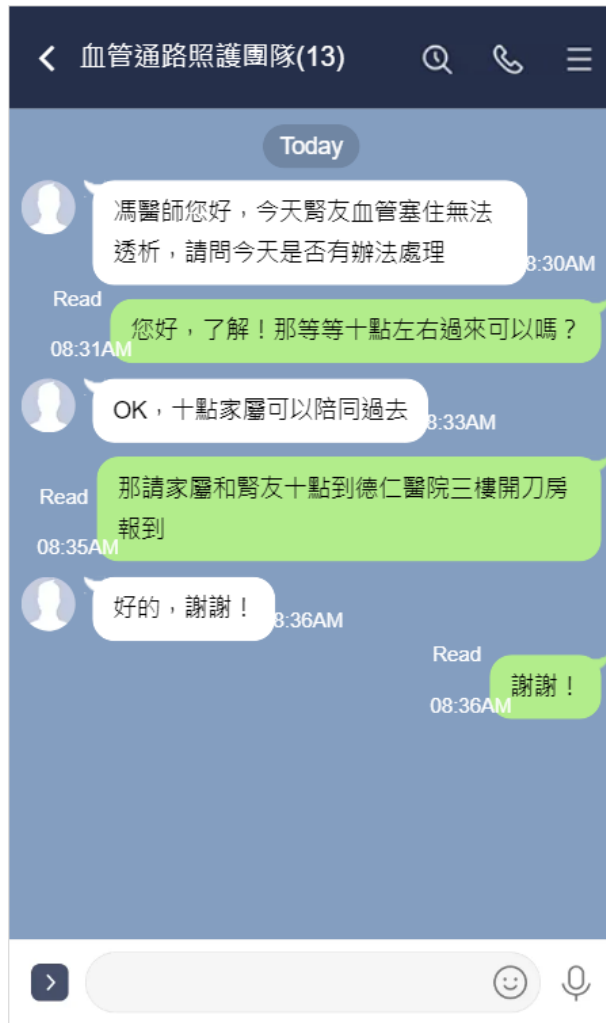 血管通路照護團隊(13)
Today
馮醫師您好，今天腎友血管塞住無法
透析，請問今天是否有辦法處理
8:30AM
Read
您好，了解！那等等十點左右過來可以嗎？
08:31AM
OK，十點家屬可以陪同過去
8:33AM
那請家屬和腎友十點到德仁醫院三樓開刀房
Read
報到
08:35AM
好的，謝謝！
8:36AM
Read
謝謝！
08:36AM